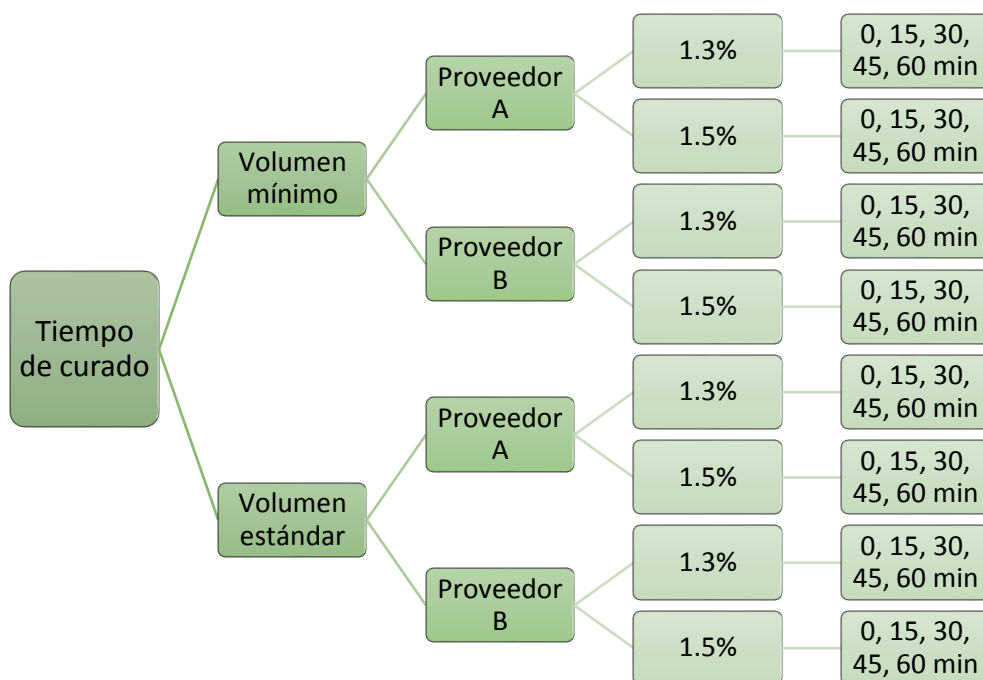 Tiempo
de curado
Volumen
mínimo
Proveedor
A
1.3%
0, 15, 30,
45, 60 min
1.5%
0, 15, 30,
45, 60 min
Proveedor
B
1.3%
0, 15, 30,
45, 60 min
1.5%
0, 15, 30,
45, 60 min
Volumen
estándar
Proveedor
A
1.3%
0, 15, 30,
45, 60 min
1.5%
0, 15, 30,
45, 60 min
Proveedor
B
1.3%
0, 15, 30,
45, 60 min
1.5%
0, 15, 30,
45, 60 min